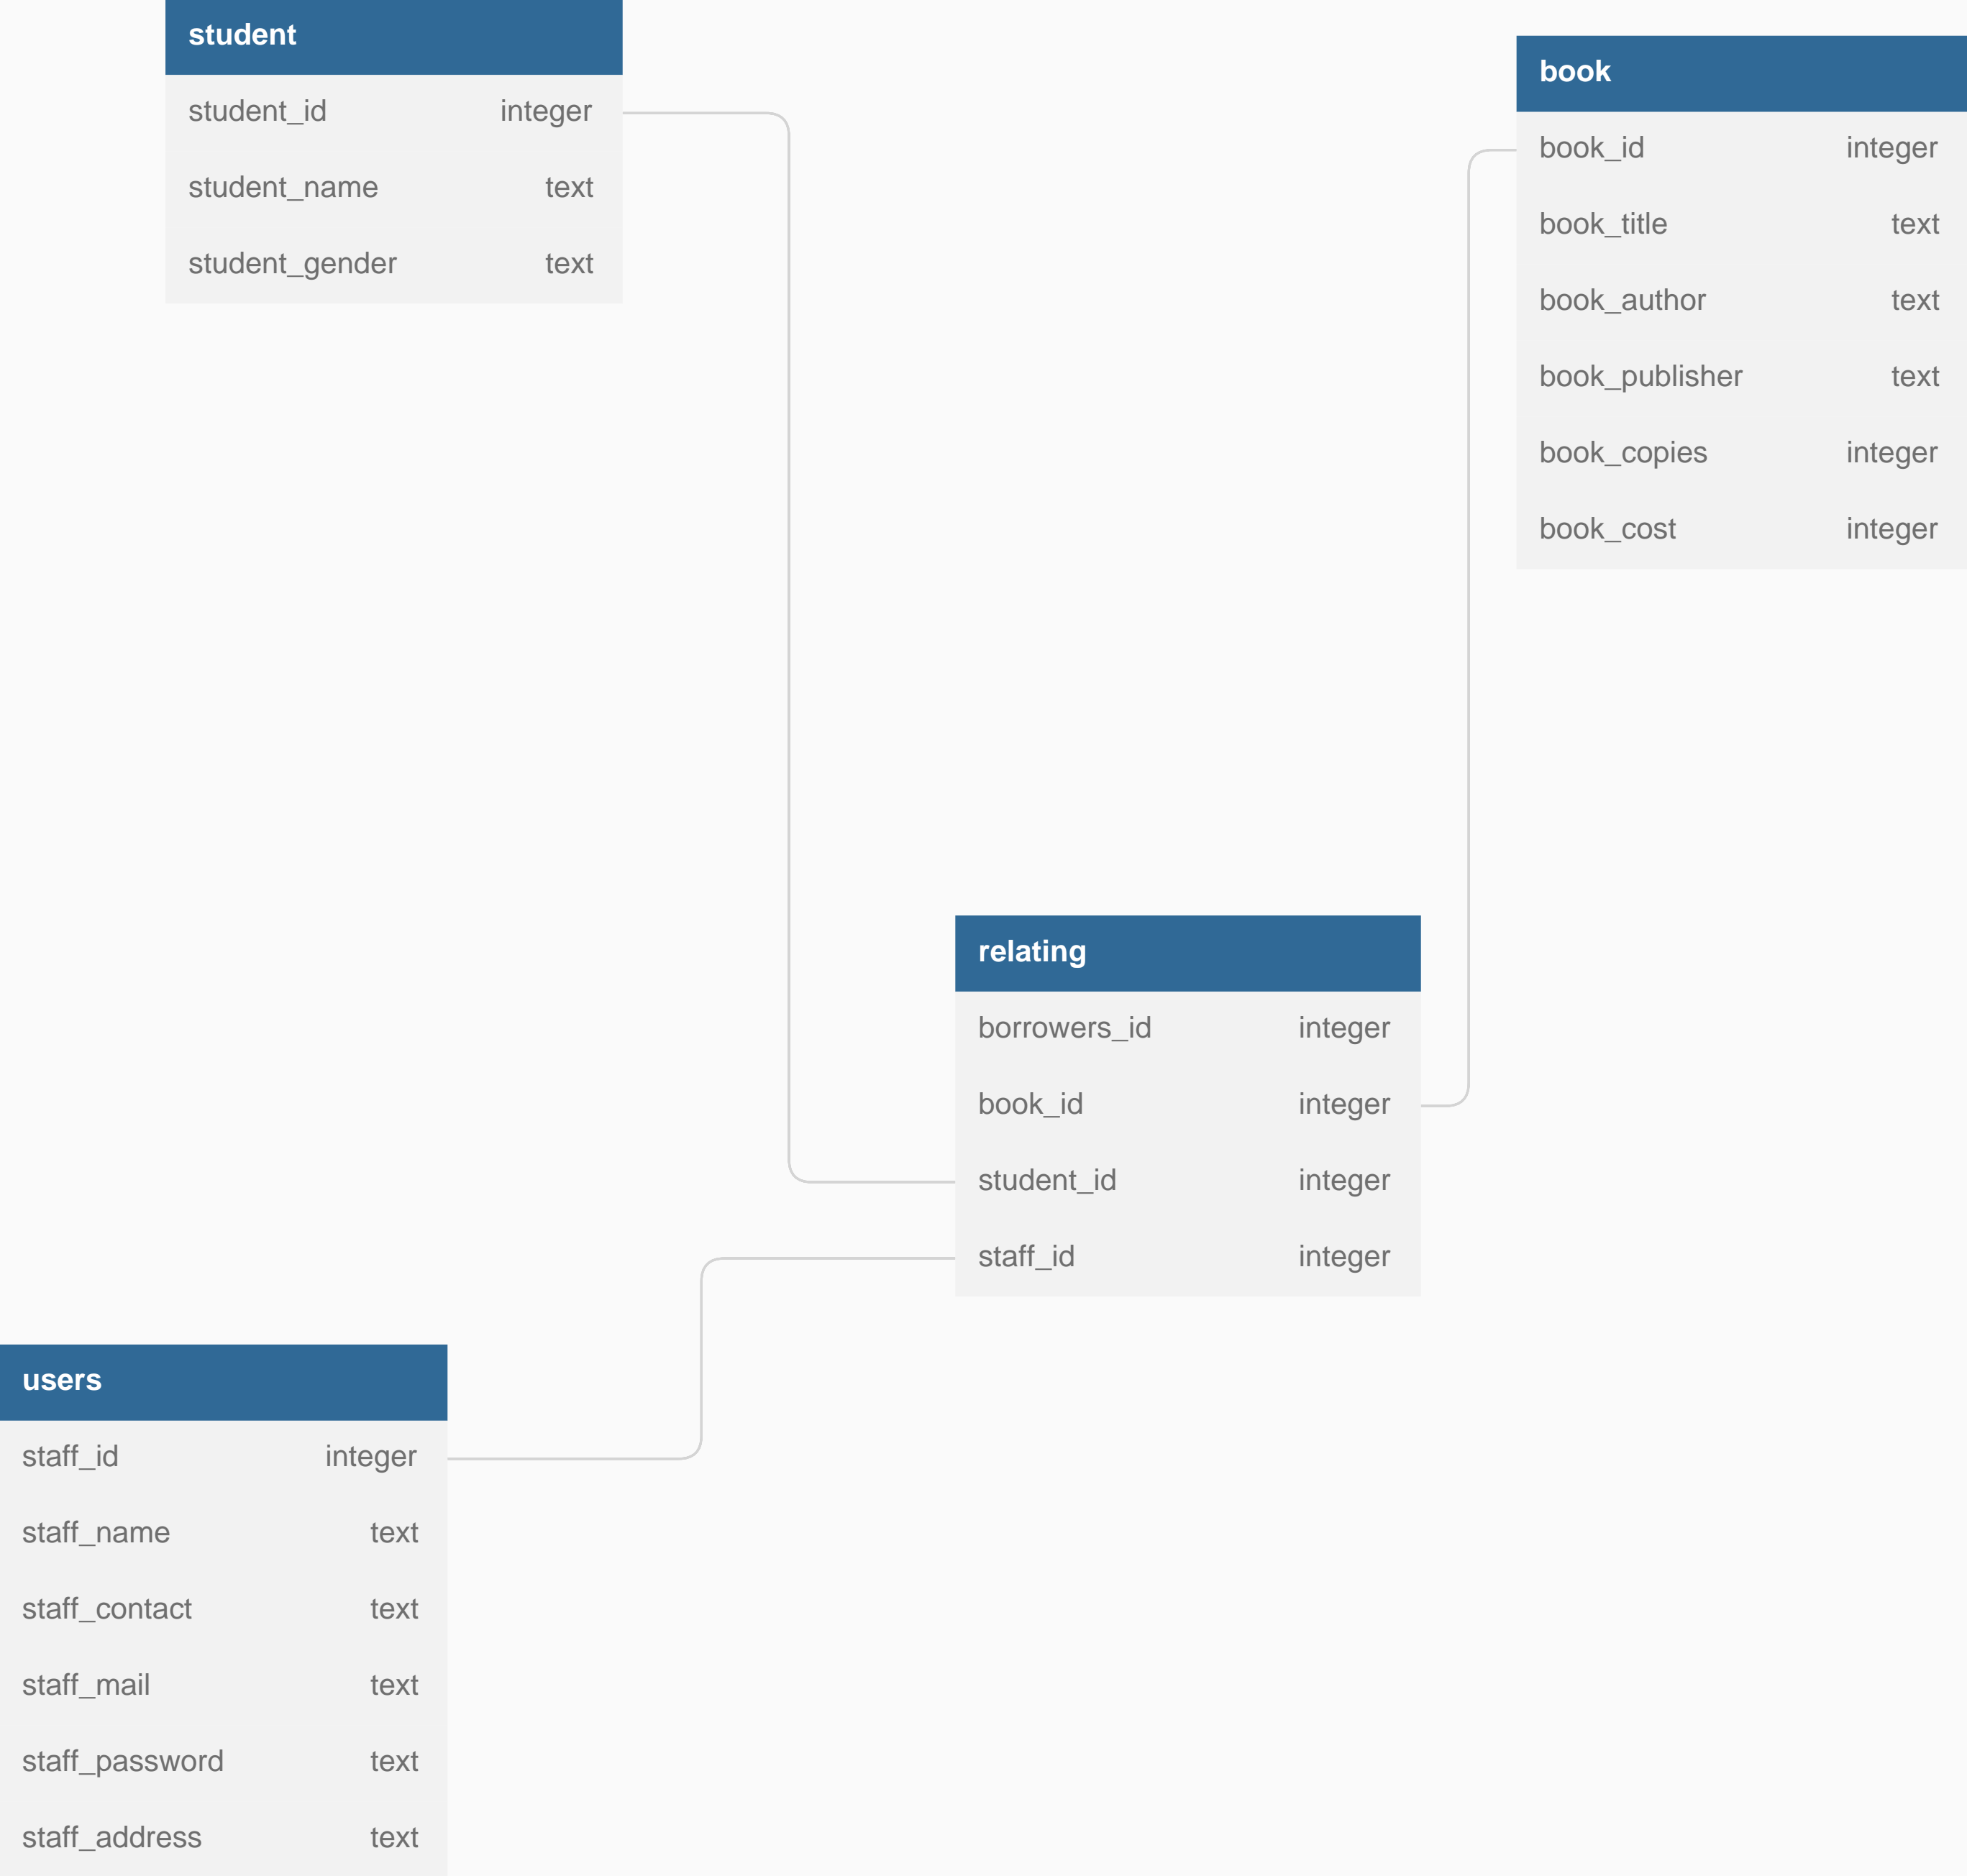 student
student_id integer
student_name text
student_gender text
book
book_id integer
book_title text
book_author text
book_publisher text
book_copies integer
book_cost integer
relating
borrowers_id integer
book_id integer
student_id integer
staff_id integer
users
staff_id integer
staff_name text
staff_contact text
staff_mail text
staff_password text
staff_address text